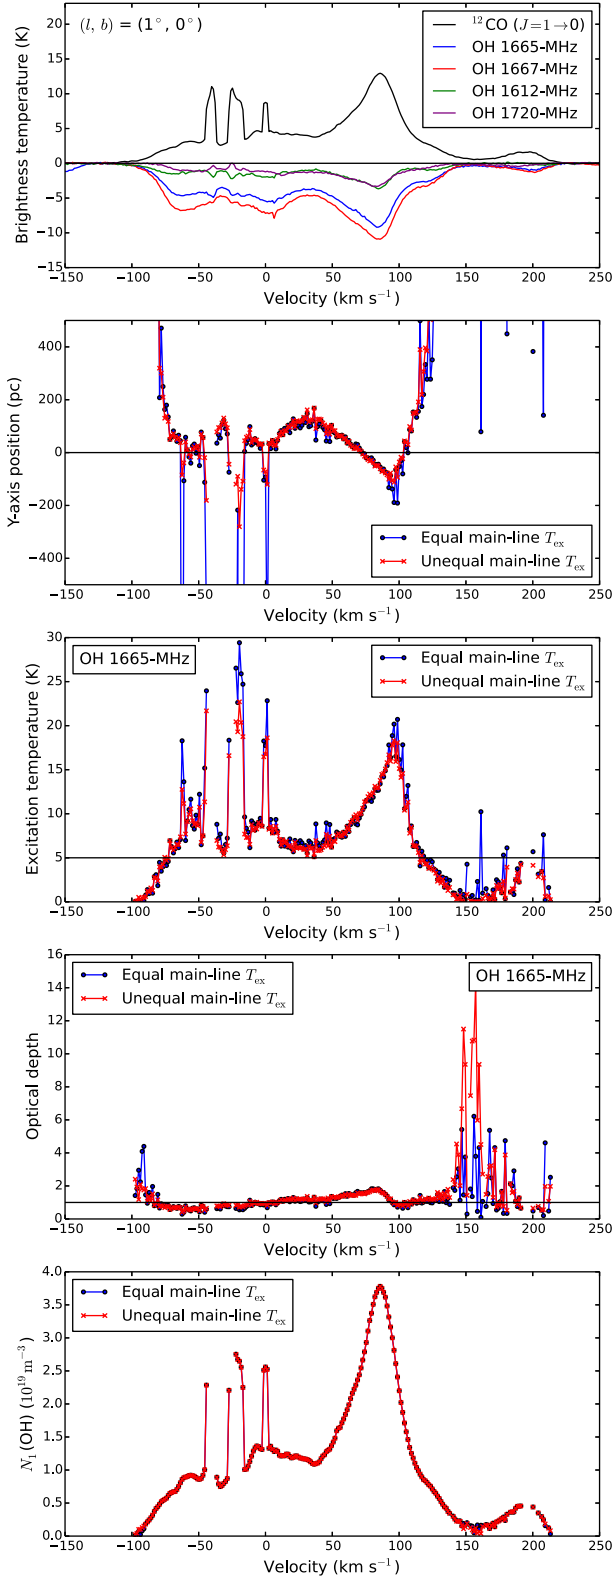 (l, b) = (1°, 0°)
¹²CO (J=1→0)
OH 1665-MHz
OH 1667-MHz
OH 1612-MHz
OH 1720-MHz
Brightness temperature (K)
20
15
10
5
0
−5
−10
−15
−150 −100 −50 0 50 100 150 200 250
Velocity (km s⁻¹)
Y-axis position (pc)
400
200
0
−200
−400
Equal main-line T_ex
Unequal main-line T_ex
−150 −100 −50 0 50 100 150 200 250
Velocity (km s⁻¹)
OH 1665-MHz
Equal main-line T_ex
Unequal main-line T_ex
Excitation temperature (K)
30
25
20
15
10
5
0
−150 −100 −50 0 50 100 150 200 250
Velocity (km s⁻¹)
Equal main-line T_ex
Unequal main-line T_ex
OH 1665-MHz
Optical depth
16
14
12
10
8
6
4
2
0
−150 −100 −50 0 50 100 150 200 250
Velocity (km s⁻¹)
Equal main-line T_ex
Unequal main-line T_ex
N₁(OH) (10¹⁹ m⁻³)
4.0
3.5
3.0
2.5
2.0
1.5
1.0
0.5
0.0
−150 −100 −50 0 50 100 150 200 250
Velocity (km s⁻¹)